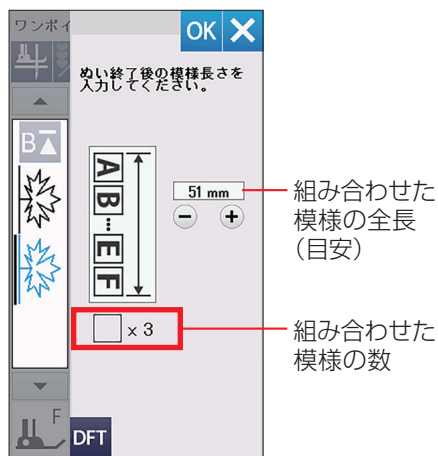 ワンポイ
OK
ぬい終了後の模様長さを
入力してください。
B
A
B
E
F
51 mm
組み合わせた
模様の全長
(目安)
x 3
組み合わせた
模様の数
F
DFT